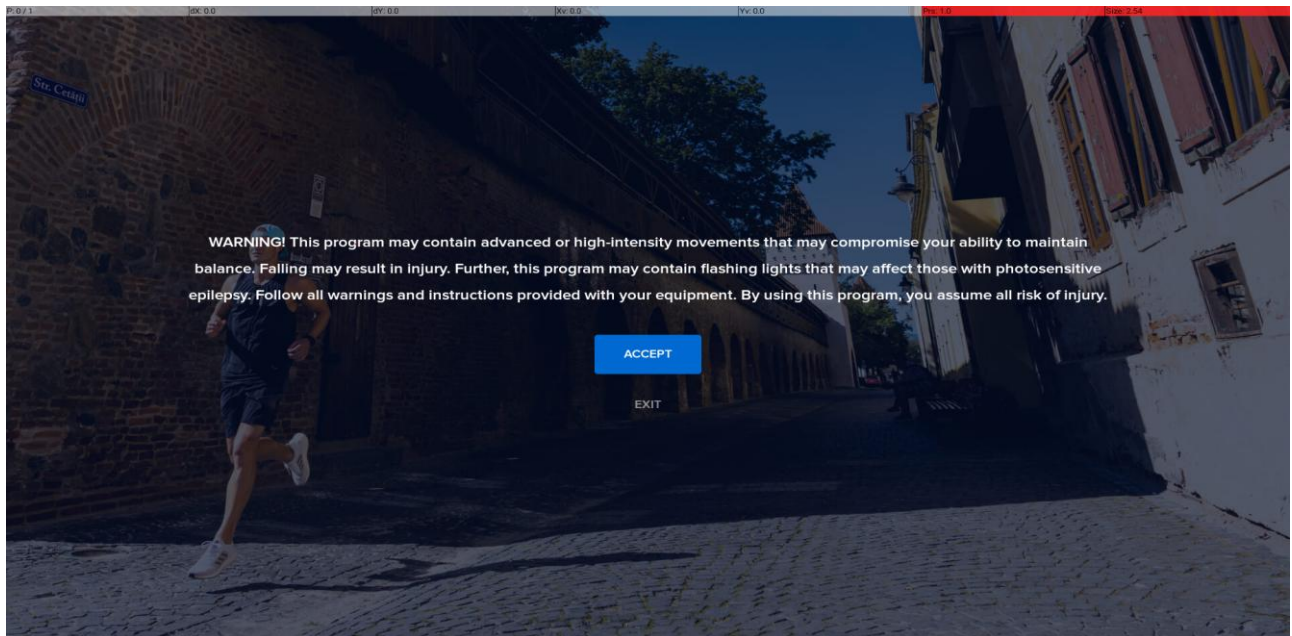 P: 0 / 1 dX: 0.0 dY: 0.0 Xv: 0.0 Yv: 0.0 Prs: 1.0 Size: 2.54
Str. Cetății
WARNING! This program may contain advanced or high-intensity movements that may compromise your ability to maintain
balance. Falling may result in injury. Further, this program may contain flashing lights that may affect those with photosensitive
epilepsy. Follow all warnings and instructions provided with your equipment. By using this program, you assume all risk of injury.
ACCEPT
EXIT